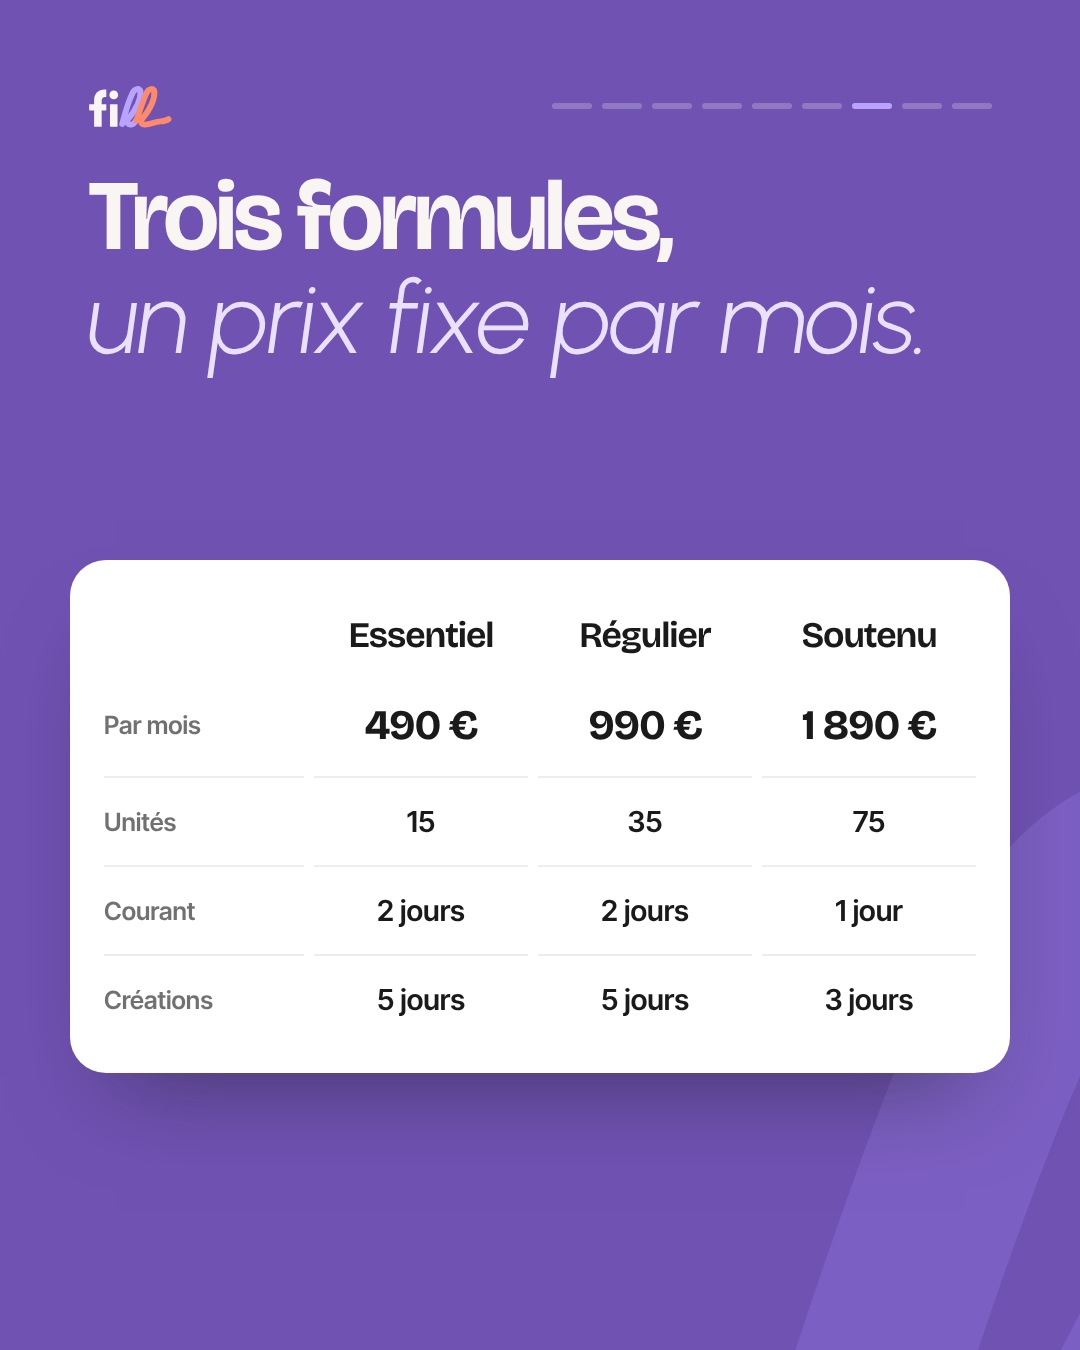 fill
Trois formules,
un prix fixe par mois.
Essentiel Régulier Soutenu
Par mois 490 € 990 € 1 890 €
Unités 15 35 75
Courant 2 jours 2 jours 1 jour
Créations 5 jours 5 jours 3 jours